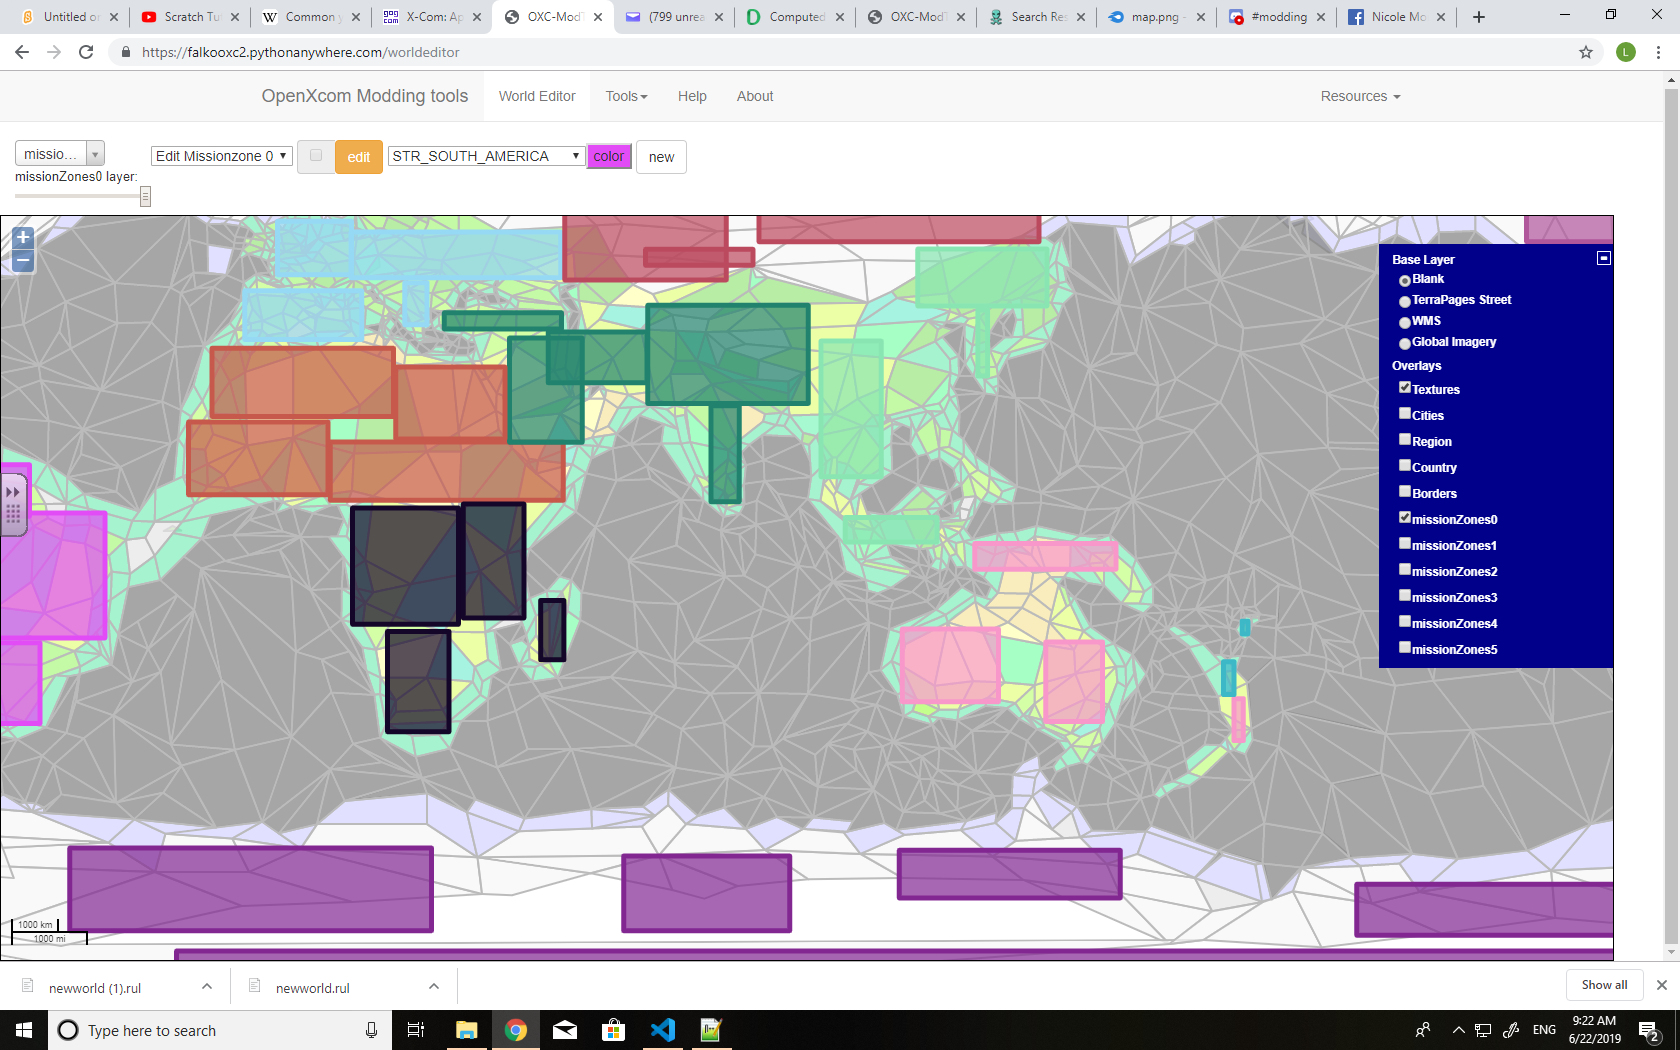 Untitled or
Scratch Tu
Common y
X-Com: Ap
OXC-ModT
(799 unrea
Computed
OXC-ModT
Search Res
map.png -
#modding
Nicole Mo
https://falkooxc2.pythonanywhere.com/worldeditor
L
OpenXcom Modding tools
World Editor
Tools
Help
About
Resources
missio...
Edit Missionzone 0
edit
STR_SOUTH_AMERICA
color
new
missionZones0 layer:
Base Layer
Blank
TerraPages Street
WMS
Global Imagery
Overlays
Textures
Cities
Region
Country
Borders
missionZones0
missionZones1
missionZones2
missionZones3
missionZones4
missionZones5
1000 km
1000 mi
newworld (1).rul
newworld.rul
Show all
Type here to search
ENG
9:22 AM
6/22/2019
2